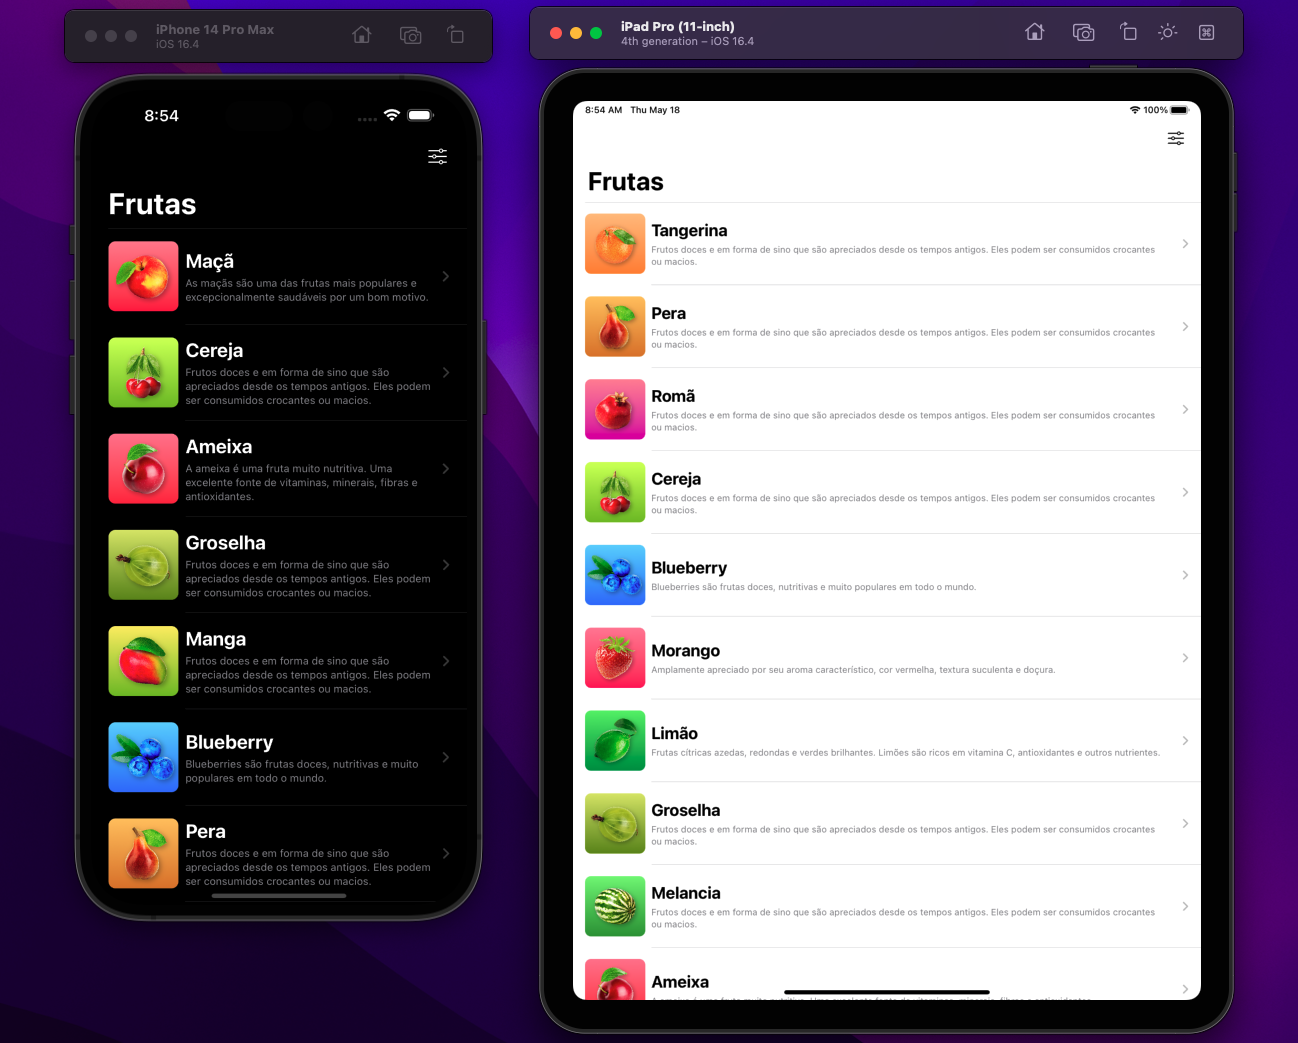 iPhone 14 Pro Max
iOS 16.4
8:54
Frutas
Maçã
As maçãs são uma das frutas mais populares e
excepcionalmente saudáveis por um bom motivo.
Cereja
Frutos doces e em forma de sino que são
apreciados desde os tempos antigos. Eles podem
ser consumidos crocantes ou macios.
Ameixa
A ameixa é uma fruta muito nutritiva. Uma
excelente fonte de vitaminas, minerais, fibras e
antioxidantes.
Groselha
Frutos doces e em forma de sino que são
apreciados desde os tempos antigos. Eles podem
ser consumidos crocantes ou macios.
Manga
Frutos doces e em forma de sino que são
apreciados desde os tempos antigos. Eles podem
ser consumidos crocantes ou macios.
Blueberry
Blueberries são frutas doces, nutritivas e muito
populares em todo o mundo.
Pera
Frutos doces e em forma de sino que são
apreciados desde os tempos antigos. Eles podem
ser consumidos crocantes ou macios.
iPad Pro (11-inch)
4th generation – iOS 16.4
8:54 AM Thu May 18
100%
Frutas
Tangerina
Frutos doces e em forma de sino que são apreciados desde os tempos antigos. Eles podem ser consumidos crocantes
ou macios.
Pera
Frutos doces e em forma de sino que são apreciados desde os tempos antigos. Eles podem ser consumidos crocantes
ou macios.
Romã
Frutos doces e em forma de sino que são apreciados desde os tempos antigos. Eles podem ser consumidos crocantes
ou macios.
Cereja
Frutos doces e em forma de sino que são apreciados desde os tempos antigos. Eles podem ser consumidos crocantes
ou macios.
Blueberry
Blueberries são frutas doces, nutritivas e muito populares em todo o mundo.
Morango
Amplamente apreciado por seu aroma característico, cor vermelha, textura suculenta e doçura.
Limão
Frutas cítricas azedas, redondas e verdes brilhantes. Limões são ricos em vitamina C, antioxidantes e outros nutrientes.
Groselha
Frutos doces e em forma de sino que são apreciados desde os tempos antigos. Eles podem ser consumidos crocantes
ou macios.
Melancia
Frutos doces e em forma de sino que são apreciados desde os tempos antigos. Eles podem ser consumidos crocantes
ou macios.
Ameixa